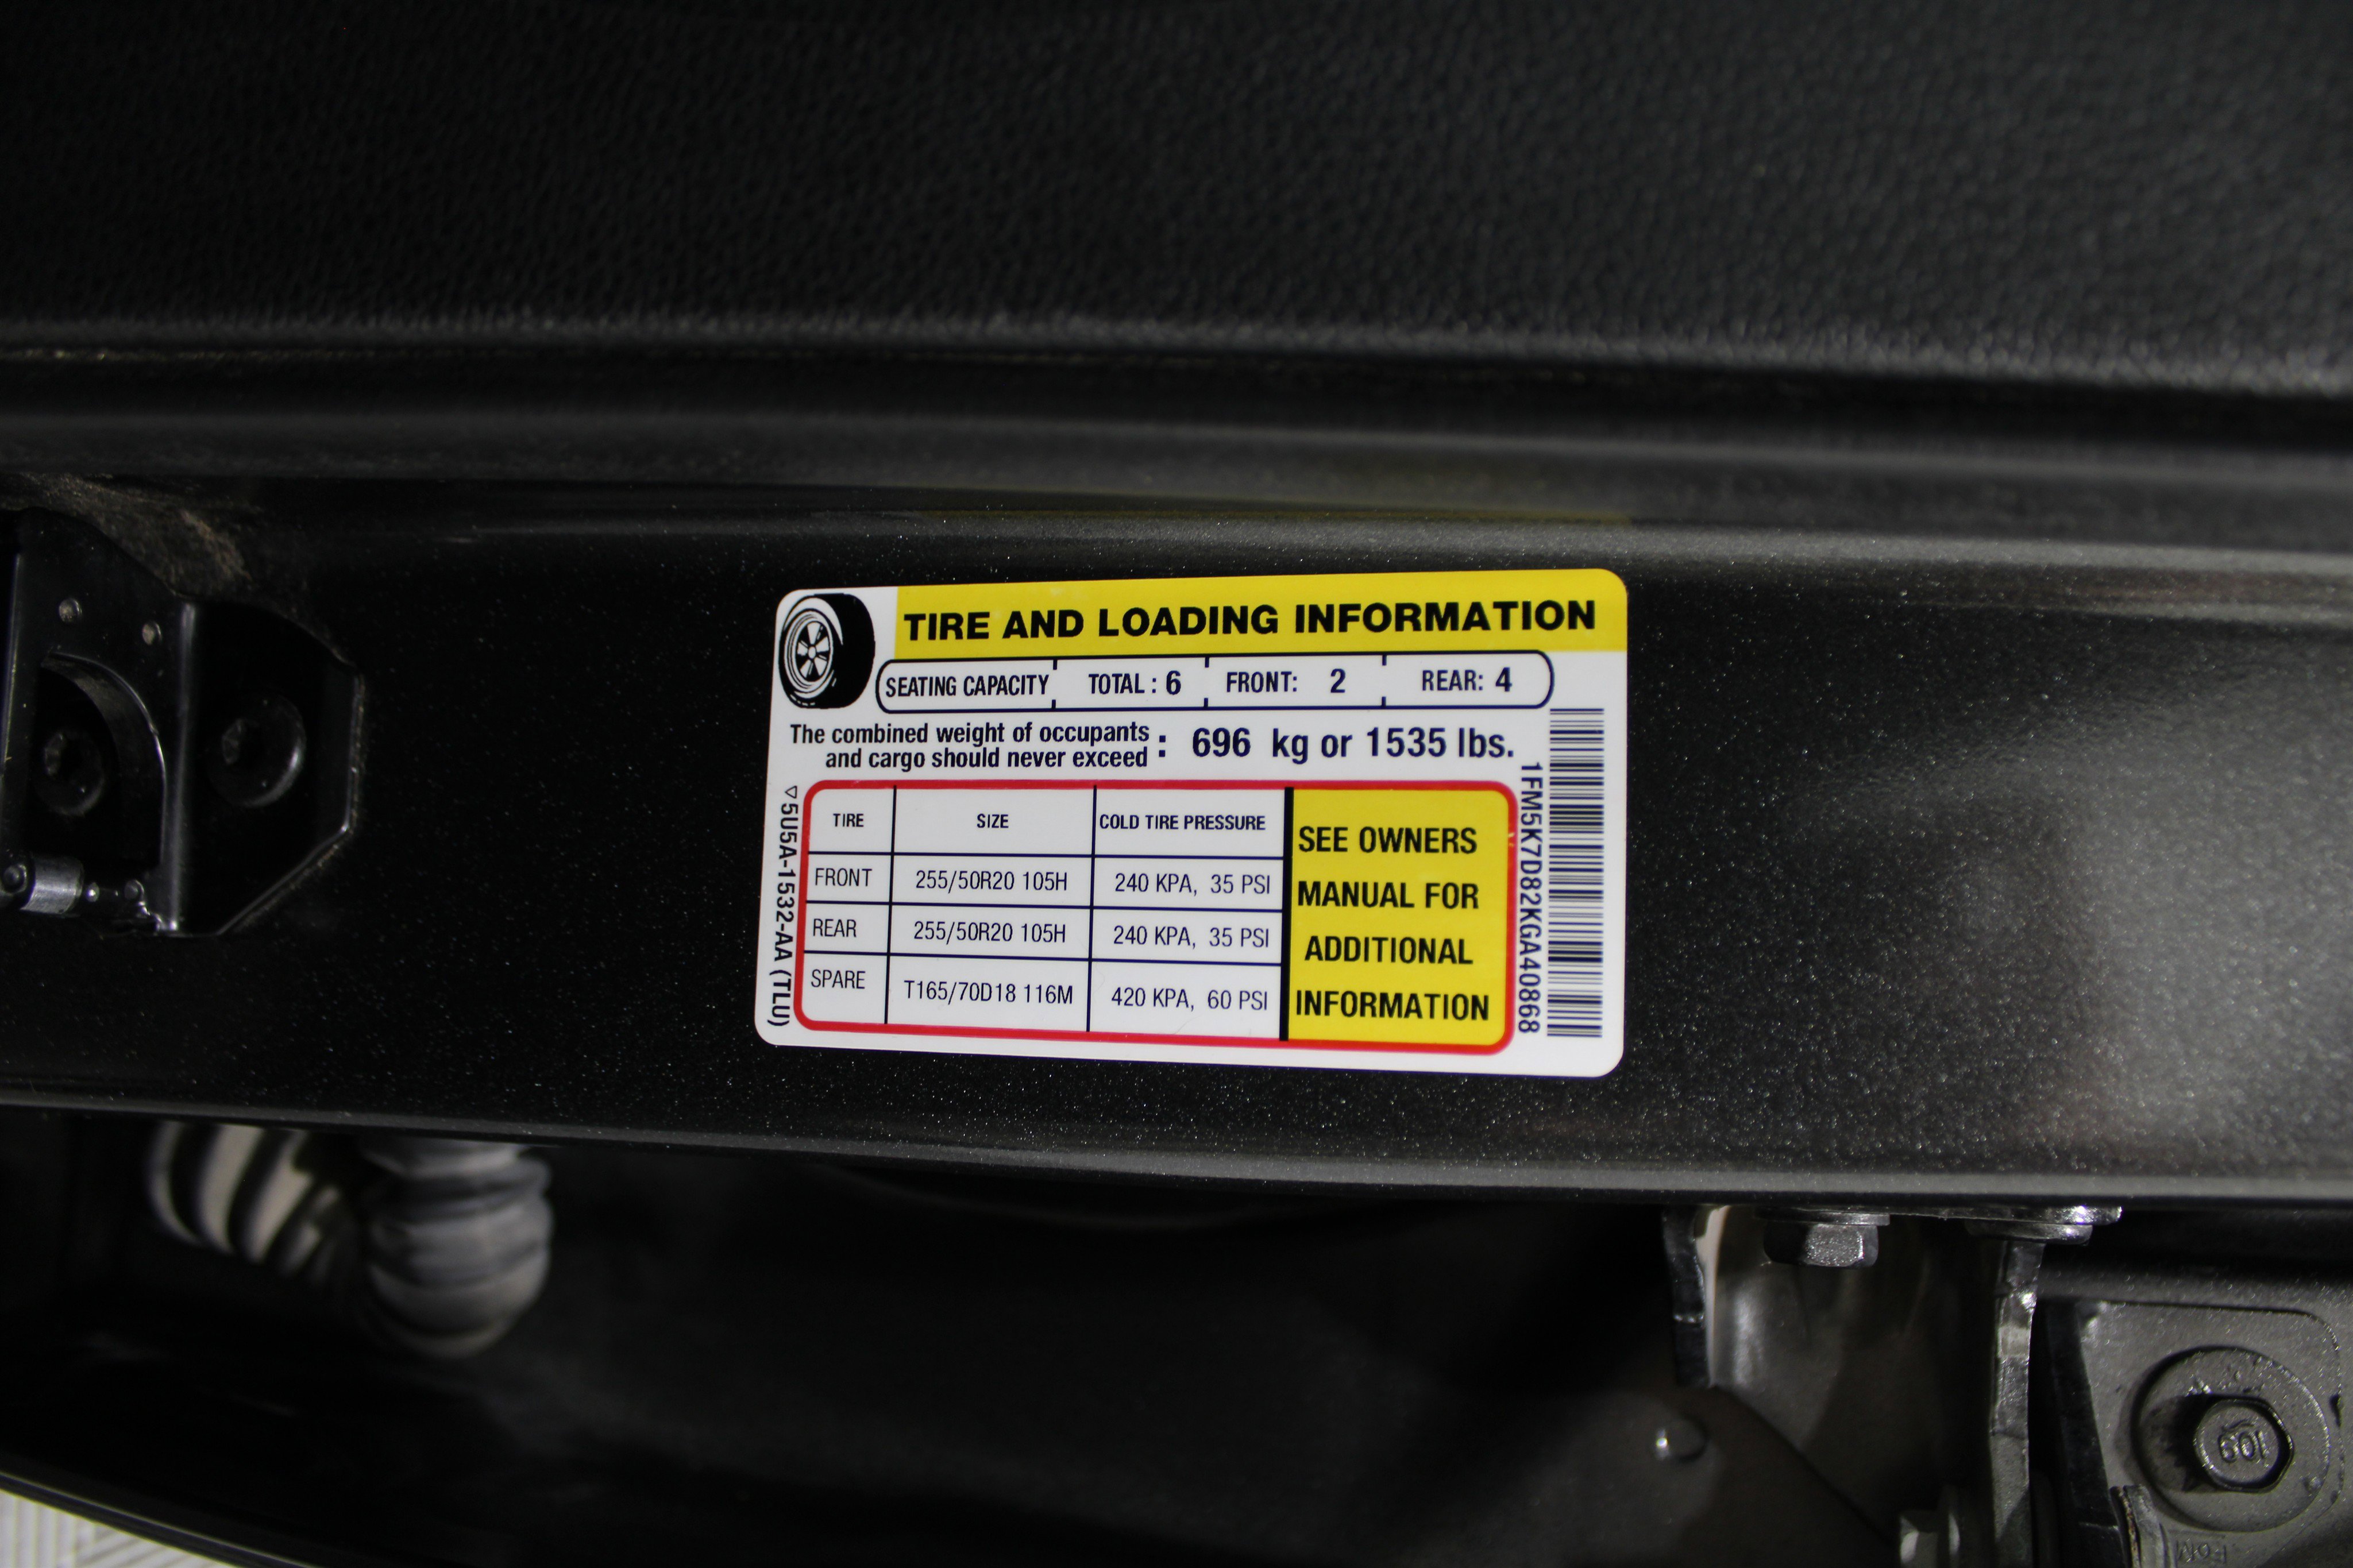 TIRE AND LOADING INFORMATION
SEATING CAPACITY TOTAL : 6 FRONT: 2 REAR: 4
The combined weight of occupants
and cargo should never exceed : 696 kg or 1535 lbs.
TIRE SIZE COLD TIRE PRESSURE
FRONT 255/50R20 105H 240 KPA, 35 PSI
REAR 255/50R20 105H 240 KPA, 35 PSI
SPARE T165/70D18 116M 420 KPA, 60 PSI
SEE OWNERS
MANUAL FOR
ADDITIONAL
INFORMATION
5U5A-1532-AA (TLU)
1FM5K7D82KGA40868